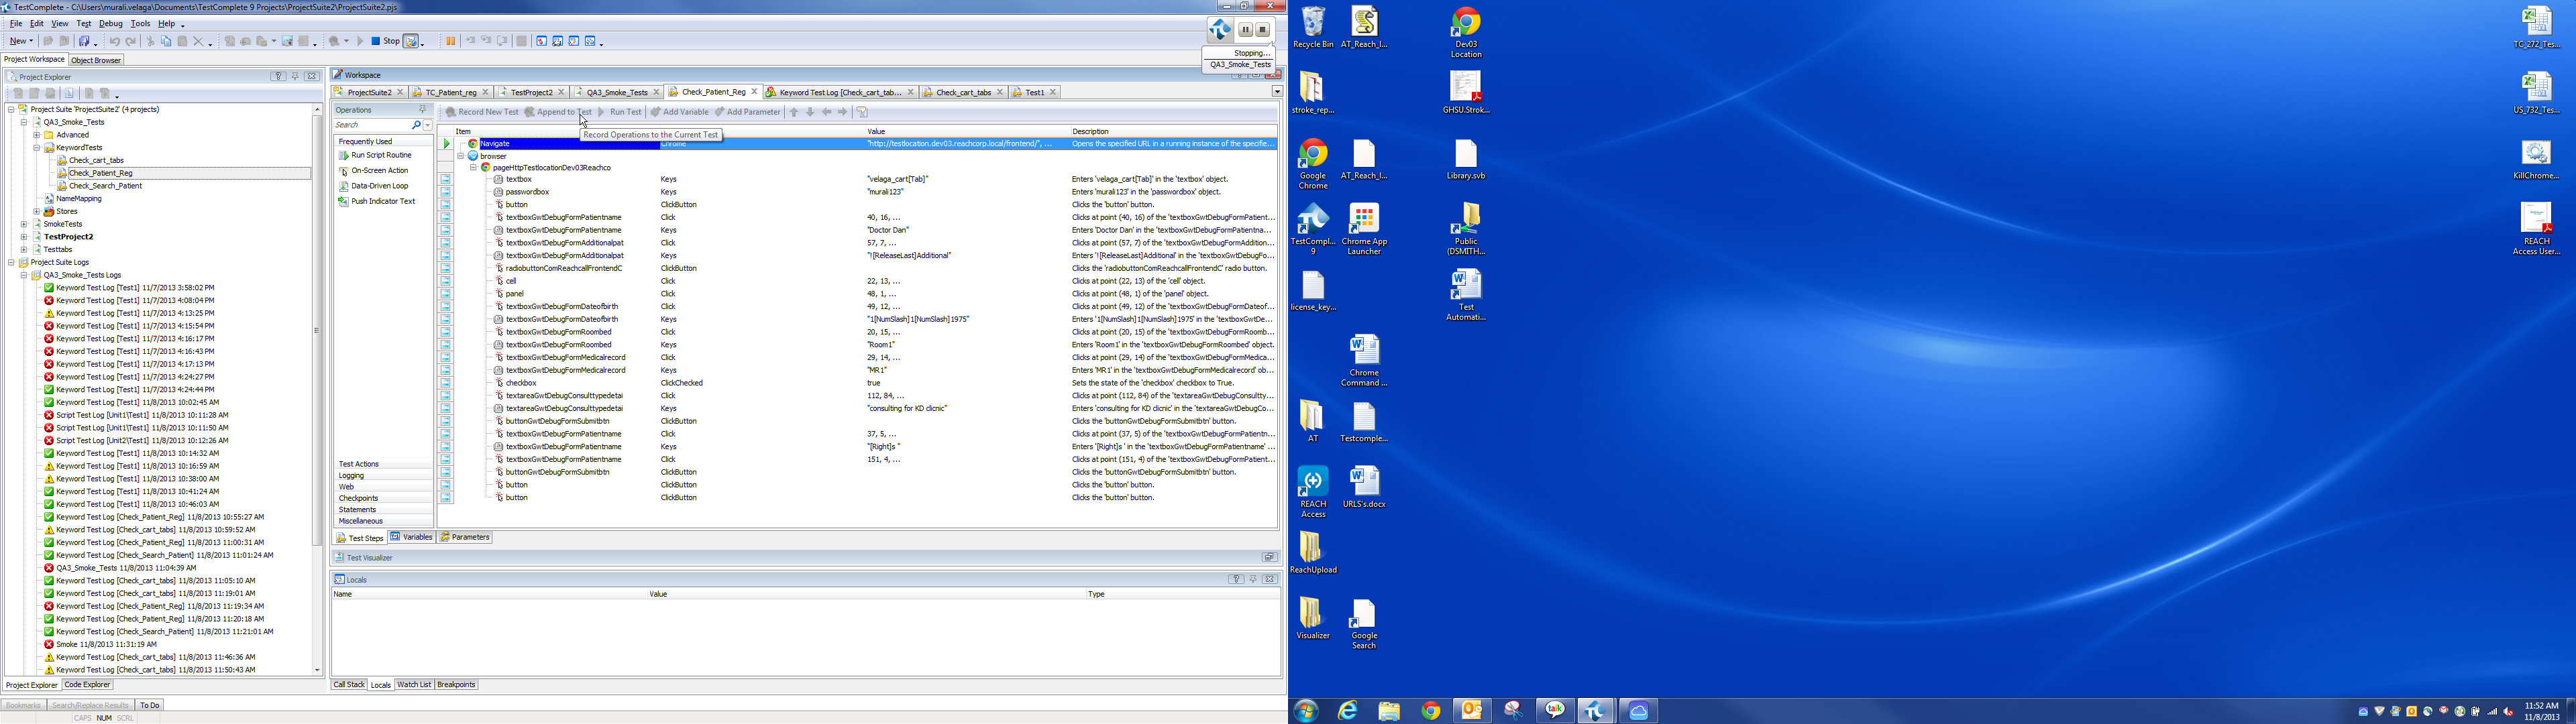 TestComplete - C:\Users\murali.velaga\Documents\TestComplete 9 Projects\ProjectSuite2\ProjectSuite2.pjs
File Edit View Test Debug Tools Help
New Stop
Stopping...
QA3_Smoke_Tests
Project Workspace Object Browser
Project Explorer
Project Suite 'ProjectSuite2' (4 projects)
QA3_Smoke_Tests
Advanced
KeywordTests
Check_cart_tabs
Check_Patient_Reg
Check_Search_Patient
NameMapping
Stores
SmokeTests
TestProject2
Testtabs
Project Suite Logs
QA3_Smoke_Tests Logs
Keyword Test Log [Test1] 11/7/2013 3:58:02 PM
Keyword Test Log [Test1] 11/7/2013 4:08:04 PM
Keyword Test Log [Test1] 11/7/2013 4:13:25 PM
Keyword Test Log [Test1] 11/7/2013 4:15:54 PM
Keyword Test Log [Test1] 11/7/2013 4:16:17 PM
Keyword Test Log [Test1] 11/7/2013 4:16:43 PM
Keyword Test Log [Test1] 11/7/2013 4:17:13 PM
Keyword Test Log [Test1] 11/7/2013 4:24:27 PM
Keyword Test Log [Test1] 11/7/2013 4:24:44 PM
Keyword Test Log [Test1] 11/8/2013 10:02:45 AM
Script Test Log [Unit1\Test1] 11/8/2013 10:11:28 AM
Script Test Log [Unit1\Test1] 11/8/2013 10:11:50 AM
Script Test Log [Unit2\Test1] 11/8/2013 10:12:26 AM
Keyword Test Log [Test1] 11/8/2013 10:14:32 AM
Keyword Test Log [Test1] 11/8/2013 10:16:59 AM
Keyword Test Log [Test1] 11/8/2013 10:38:00 AM
Keyword Test Log [Test1] 11/8/2013 10:41:24 AM
Keyword Test Log [Test1] 11/8/2013 10:46:03 AM
Keyword Test Log [Check_Patient_Reg] 11/8/2013 10:55:27 AM
Keyword Test Log [Check_cart_tabs] 11/8/2013 10:59:52 AM
Keyword Test Log [Check_Patient_Reg] 11/8/2013 11:00:31 AM
Keyword Test Log [Check_Search_Patient] 11/8/2013 11:01:24 AM
QA3_Smoke_Tests 11/8/2013 11:04:39 AM
Keyword Test Log [Check_cart_tabs] 11/8/2013 11:05:10 AM
Keyword Test Log [Check_cart_tabs] 11/8/2013 11:19:01 AM
Keyword Test Log [Check_Patient_Reg] 11/8/2013 11:19:34 AM
Keyword Test Log [Check_Patient_Reg] 11/8/2013 11:20:18 AM
Keyword Test Log [Check_Search_Patient] 11/8/2013 11:21:01 AM
Smoke 11/8/2013 11:31:19 AM
Keyword Test Log [Check_cart_tabs] 11/8/2013 11:46:36 AM
Keyword Test Log [Check_cart_tabs] 11/8/2013 11:50:43 AM
Project Explorer Code Explorer
Bookmarks Search/Replace Results To Do
CAPS NUM SCRL
Workspace
ProjectSuite2 TC_Patient_reg TestProject2 QA3_Smoke_Tests Check_Patient_Reg Keyword Test Log [Check_cart_tab... Check_cart_tabs Test1
Operations
Search
Frequently Used
Run Script Routine
On-Screen Action
Data-Driven Loop
Push Indicator Text
Test Actions
Logging
Web
Checkpoints
Statements
Miscellaneous
Record New Test Append to Test Run Test Add Variable Add Parameter
Record Operations to the Current Test
Item Value Description
Navigate Chrome "http://testlocation.dev03.reachcorp.local/frontend/", ... Opens the specified URL in a running instance of the specifie...
browser
pageHttpTestlocationDev03Reachco
textbox Keys "velaga_cart[Tab]" Enters 'velaga_cart[Tab]' in the 'textbox' object.
passwordbox Keys "murali123" Enters 'murali123' in the 'passwordbox' object.
button ClickButton Clicks the 'button' button.
textboxGwtDebugFormPatientname Click 40, 16, ... Clicks at point (40, 16) of the 'textboxGwtDebugFormPatient...
textboxGwtDebugFormPatientname Keys "Doctor Dan" Enters 'Doctor Dan' in the 'textboxGwtDebugFormPatientna...
textboxGwtDebugFormAdditionalpat Click 57, 7, ... Clicks at point (57, 7) of the 'textboxGwtDebugFormAddition...
textboxGwtDebugFormAdditionalpat Keys "![ReleaseLast]Additional" Enters '![ReleaseLast]Additional' in the 'textboxGwtDebugFo...
radiobuttonComReachcallFrontendC ClickButton Clicks the 'radiobuttonComReachcallFrontendC' radio button.
cell Click 22, 13, ... Clicks at point (22, 13) of the 'cell' object.
panel Click 48, 1, ... Clicks at point (48, 1) of the 'panel' object.
textboxGwtDebugFormDateofbirth Click 49, 12, ... Clicks at point (49, 12) of the 'textboxGwtDebugFormDateof...
textboxGwtDebugFormDateofbirth Keys "1[NumSlash]1[NumSlash]1975" Enters '1[NumSlash]1[NumSlash]1975' in the 'textboxGwtDe...
textboxGwtDebugFormRoombed Click 20, 15, ... Clicks at point (20, 15) of the 'textboxGwtDebugFormRoomb...
textboxGwtDebugFormRoombed Keys "Room1" Enters 'Room1' in the 'textboxGwtDebugFormRoombed' object.
textboxGwtDebugFormMedicalrecord Click 29, 14, ... Clicks at point (29, 14) of the 'textboxGwtDebugFormMedica...
textboxGwtDebugFormMedicalrecord Keys "MR1" Enters 'MR1' in the 'textboxGwtDebugFormMedicalrecord' ob...
checkbox ClickChecked true Sets the state of the 'checkbox' checkbox to True.
textareaGwtDebugConsulttypedetai Click 112, 84, ... Clicks at point (112, 84) of the 'textareaGwtDebugConsultty...
textareaGwtDebugConsulttypedetai Keys "consulting for KD clicnic" Enters 'consulting for KD clicnic' in the 'textareaGwtDebugCo...
buttonGwtDebugFormSubmitbtn ClickButton Clicks the 'buttonGwtDebugFormSubmitbtn' button.
textboxGwtDebugFormPatientname Click 37, 5, ... Clicks at point (37, 5) of the 'textboxGwtDebugFormPatientn...
textboxGwtDebugFormPatientname Keys "[Right]s " Enters '[Right]s ' in the 'textboxGwtDebugFormPatientname' ...
textboxGwtDebugFormPatientname Click 151, 4, ... Clicks at point (151, 4) of the 'textboxGwtDebugFormPatient...
buttonGwtDebugFormSubmitbtn ClickButton Clicks the 'buttonGwtDebugFormSubmitbtn' button.
button ClickButton Clicks the 'button' button.
button ClickButton Clicks the 'button' button.
Test Steps Variables Parameters
Test Visualizer
Locals
Name Value Type
Call Stack Locals Watch List Breakpoints
Recycle Bin AT_Reach_I... Dev03 Location TC_272_Tes...
stroke_rep... GHSU.Strok... US_732_Tes...
Google Chrome AT_Reach_I... Library.svb KillChrome...
TestCompl... 9 Chrome App Launcher Public (DSMITH... REACH Access User...
license_key... Test Automati...
Chrome Command ...
AT Testcomple...
REACH Access URLS's.docx
ReachUpload
Visualizer Google Search
talk
11:52 AM
11/8/2013